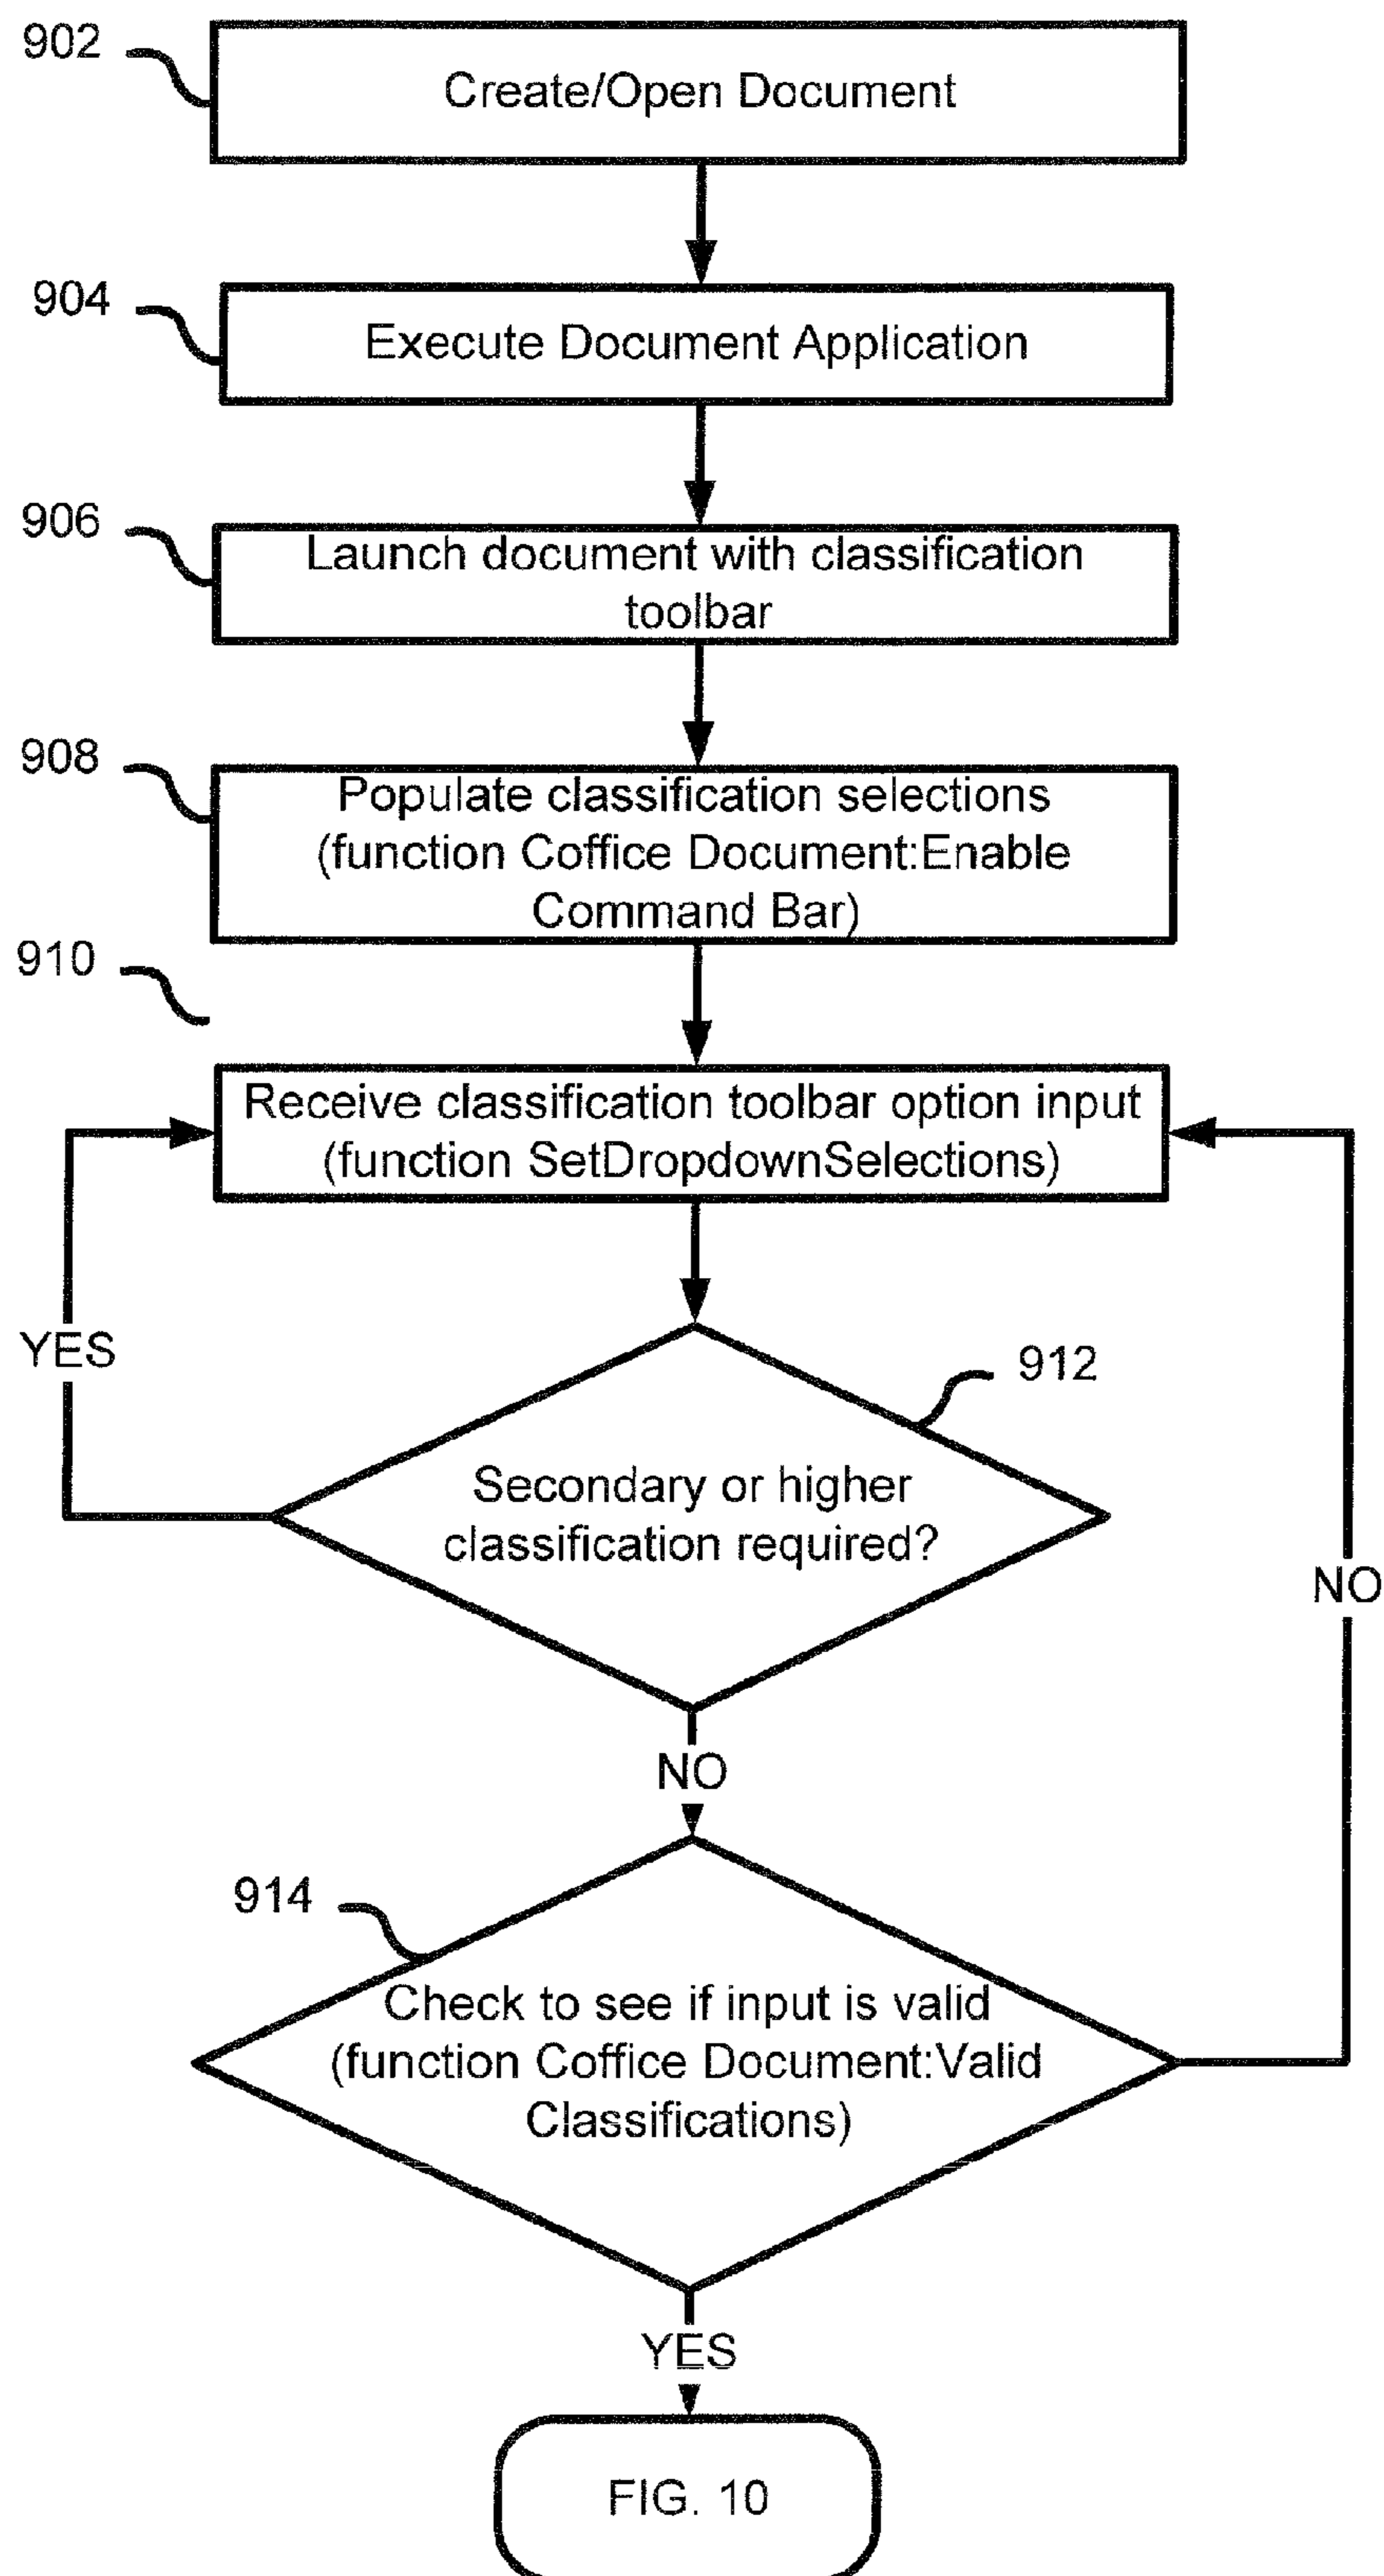 902
Create/Open Document
904
Execute Document Application
906
Launch document with classification
toolbar
908
Populate classification selections
(function Coffice Document:Enable
Command Bar)
910
Receive classification toolbar option input
(function SetDropdownSelections)
YES
912
Secondary or higher
classification required?
NO
NO
914
Check to see if input is valid
(function Coffice Document:Valid
Classifications)
YES
FIG. 10